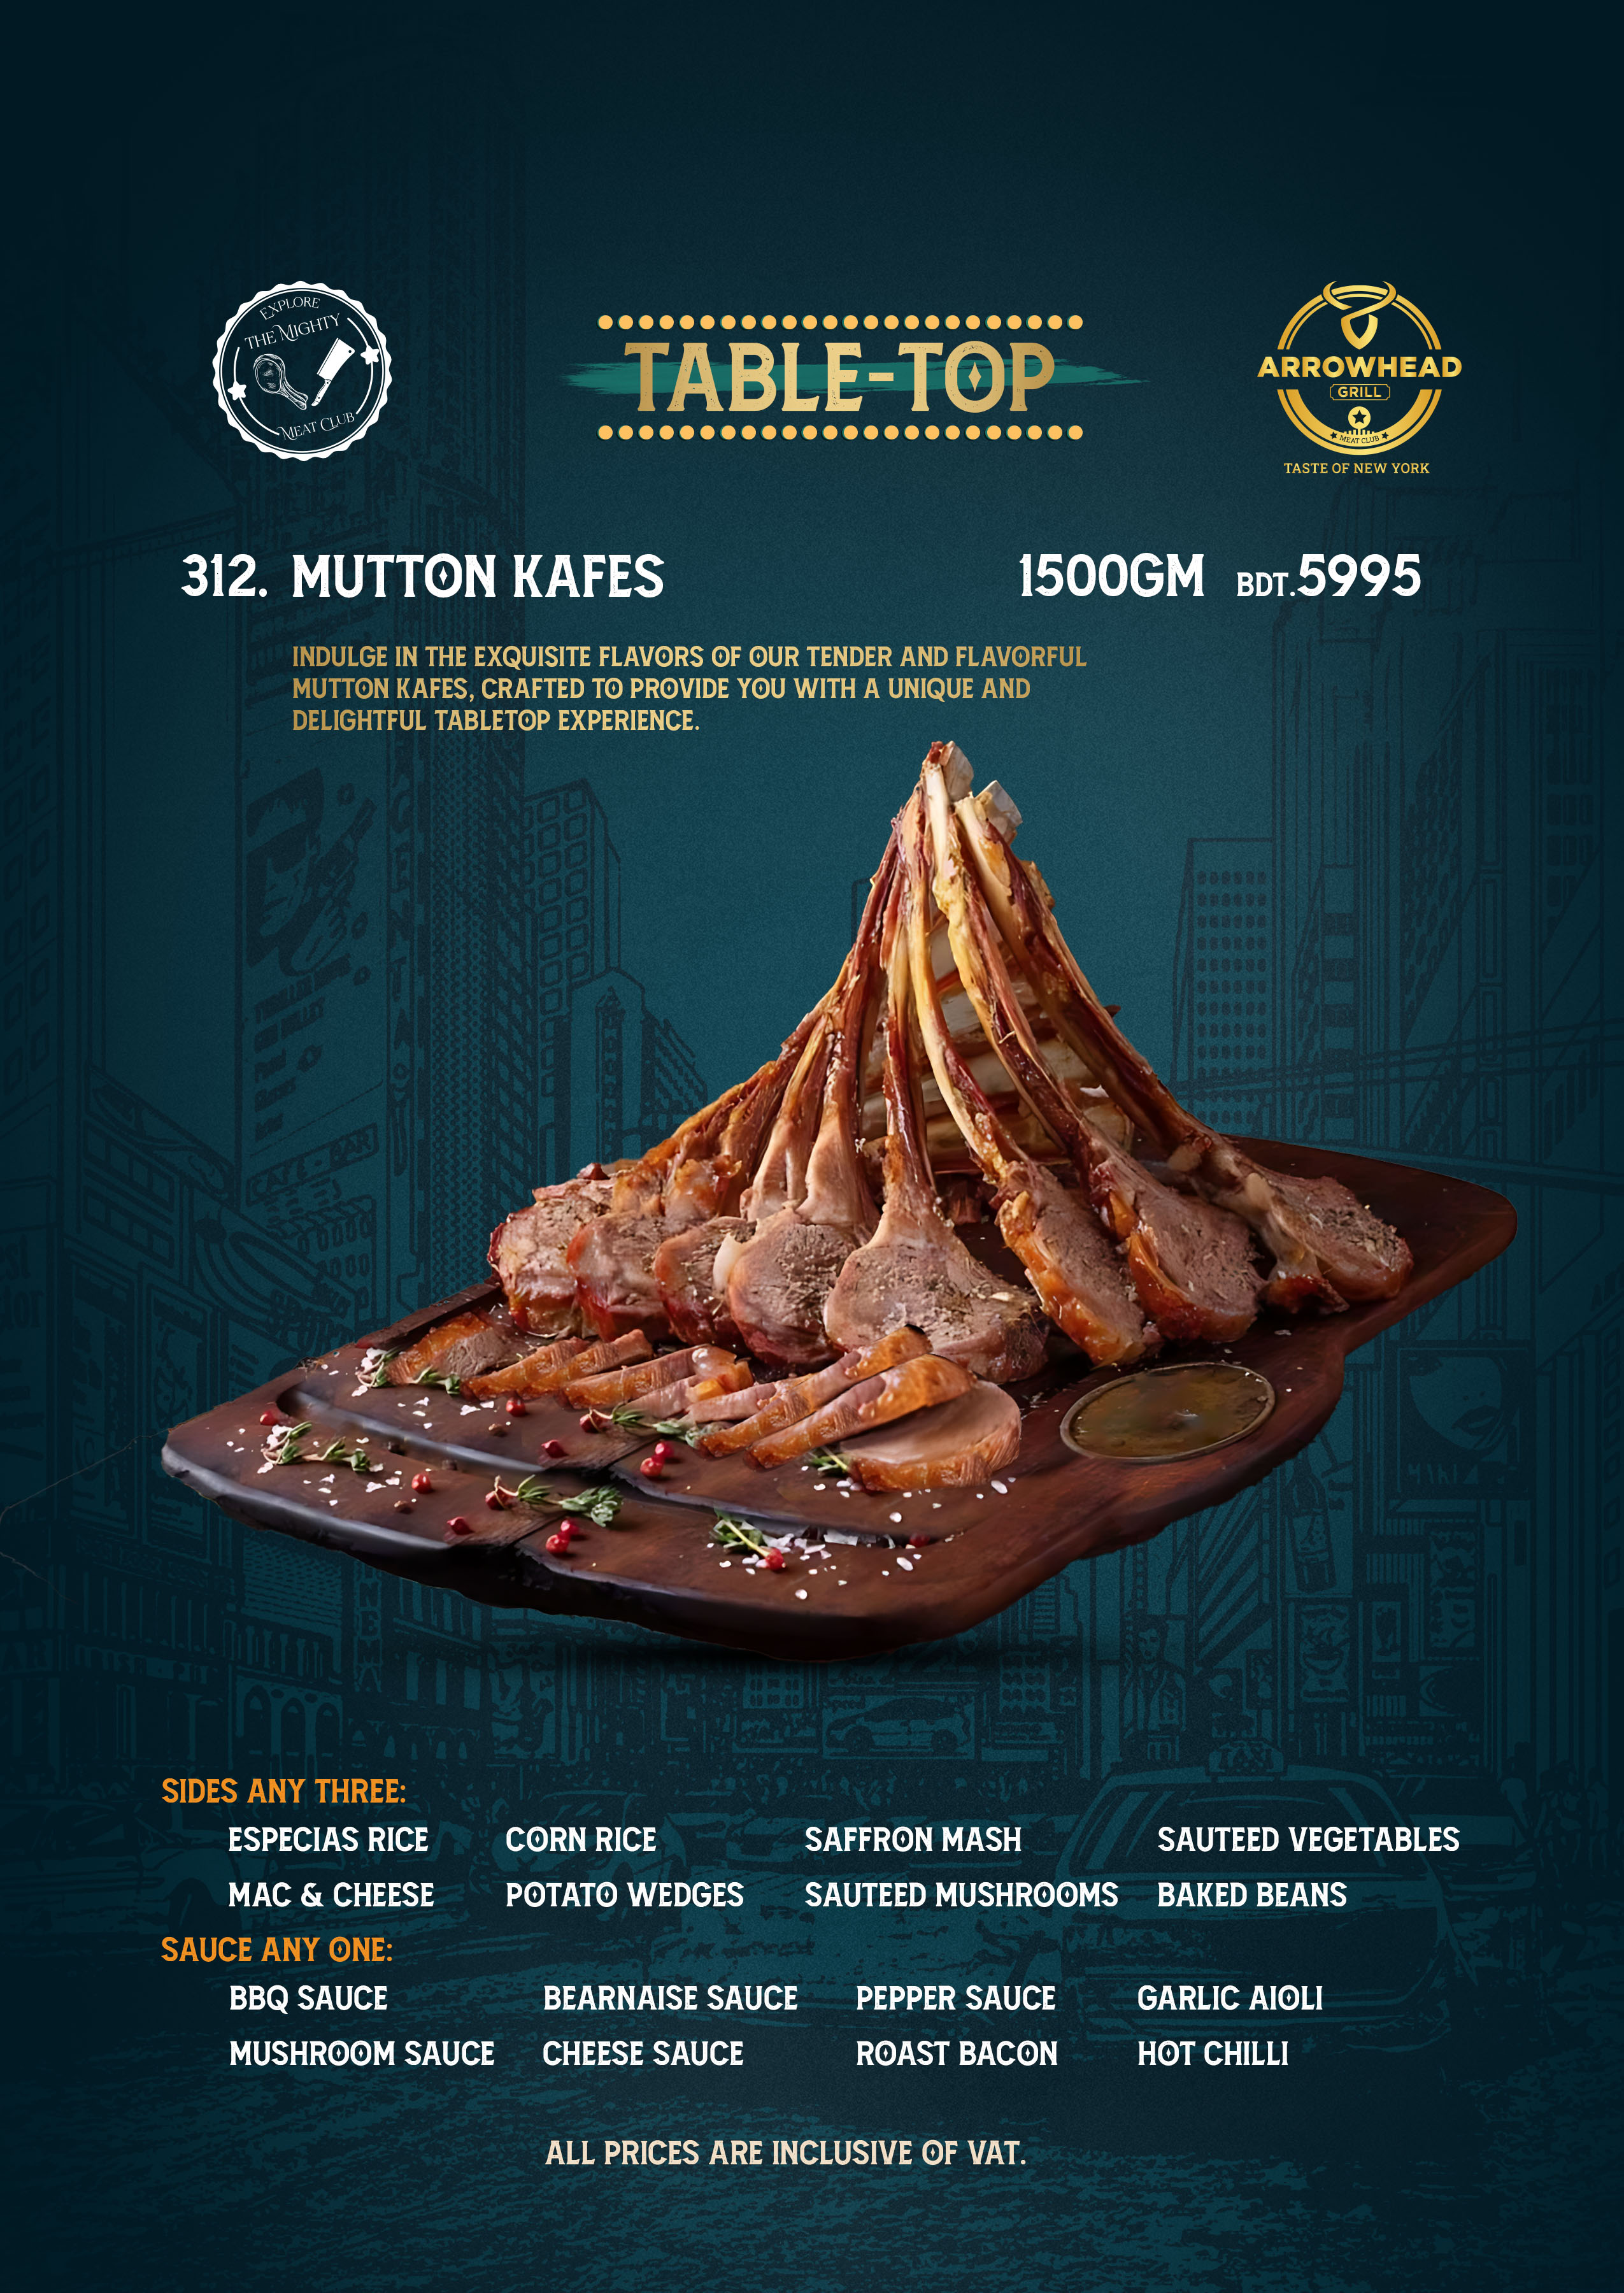 EXPLORE
THE MIGHTY
MEAT CLUB
TABLE-TOP
ARROWHEAD
GRILL
MEAT CLUB
TASTE OF NEW YORK
312. MUTTON KAFES 1500GM BDT.5995
INDULGE IN THE EXQUISITE FLAVORS OF OUR TENDER AND FLAVORFUL
MUTTON KAFES, CRAFTED TO PROVIDE YOU WITH A UNIQUE AND
DELIGHTFUL TABLETOP EXPERIENCE.
SIDES ANY THREE:
ESPECIAS RICE CORN RICE SAFFRON MASH SAUTEED VEGETABLES
MAC & CHEESE POTATO WEDGES SAUTEED MUSHROOMS BAKED BEANS
SAUCE ANY ONE:
BBQ SAUCE BEARNAISE SAUCE PEPPER SAUCE GARLIC AIOLI
MUSHROOM SAUCE CHEESE SAUCE ROAST BACON HOT CHILLI
ALL PRICES ARE INCLUSIVE OF VAT.